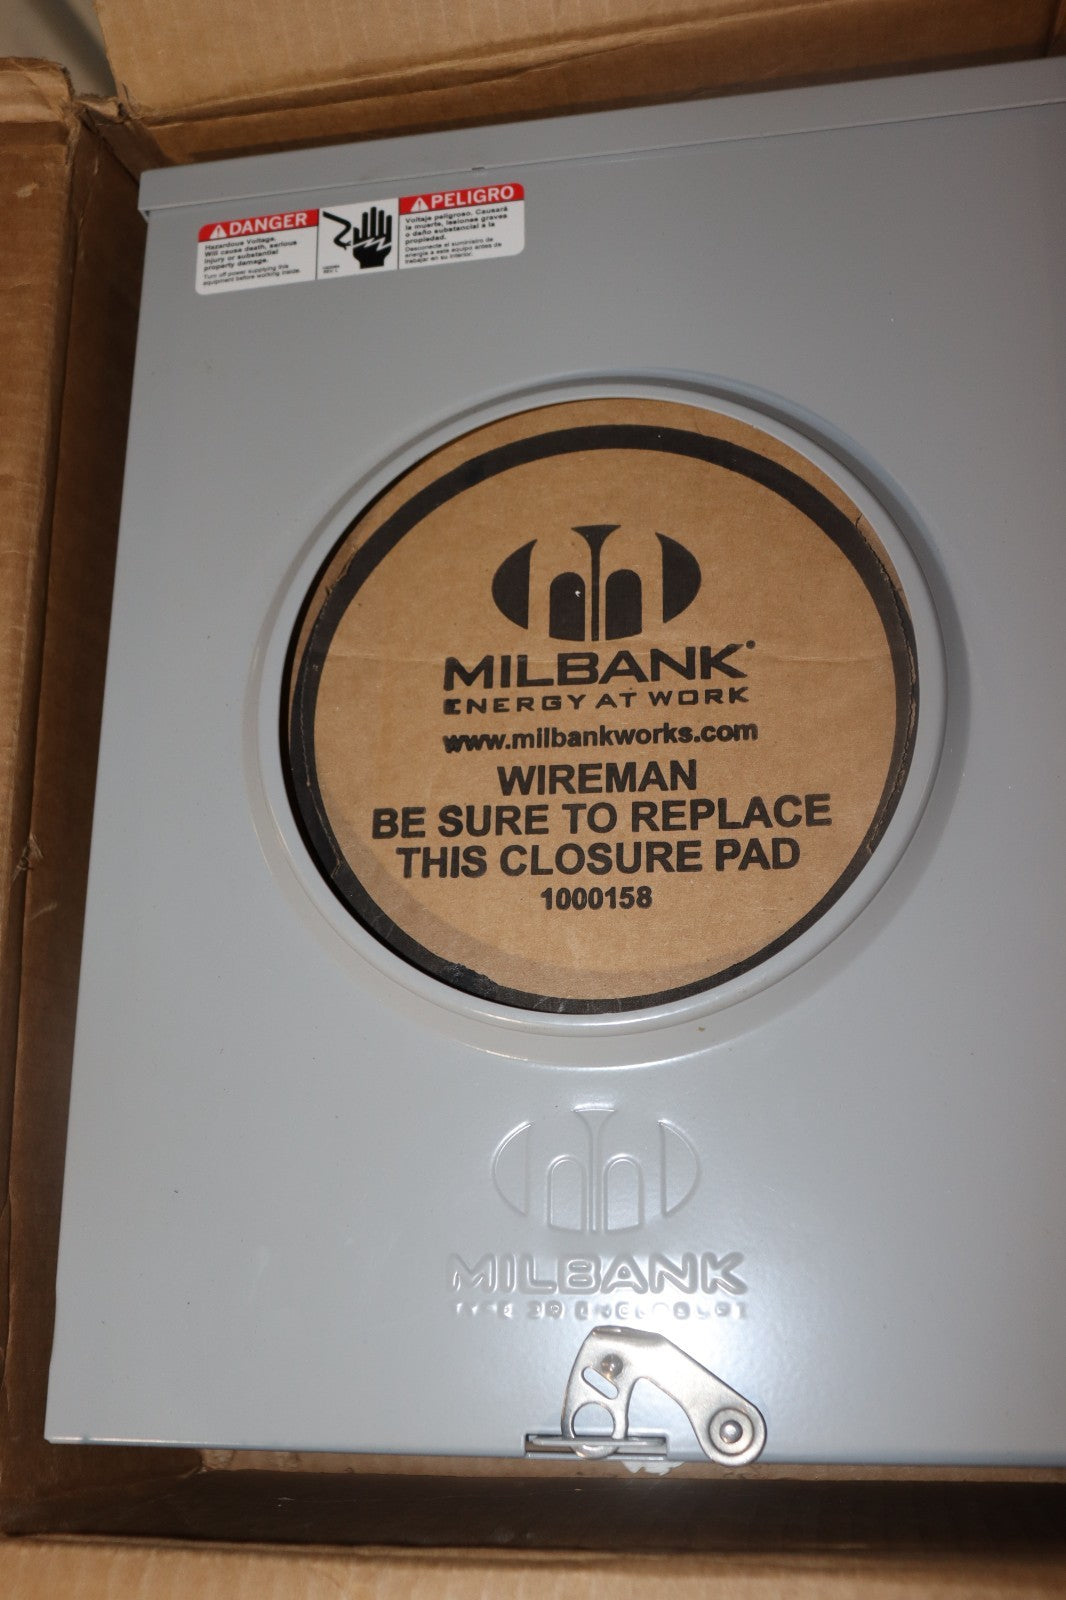 DANGER
Hazardous Voltage.
Will cause death, serious
injury or substantial
property damage.
Turn off power supplying this
equipment before working inside.
PELIGRO
Voltaje peligroso. Causará
la muerte, lesiones graves
o daño substancial a la
propiedad.
Desconecte el suministro de
energía a este equipo antes de
trabajar en su interior.
MILBANK
ENERGY AT WORK
www.milbankworks.com
WIREMAN
BE SURE TO REPLACE
THIS CLOSURE PAD
1000158
MILBANK
TYPE 3R ENCLOSURE